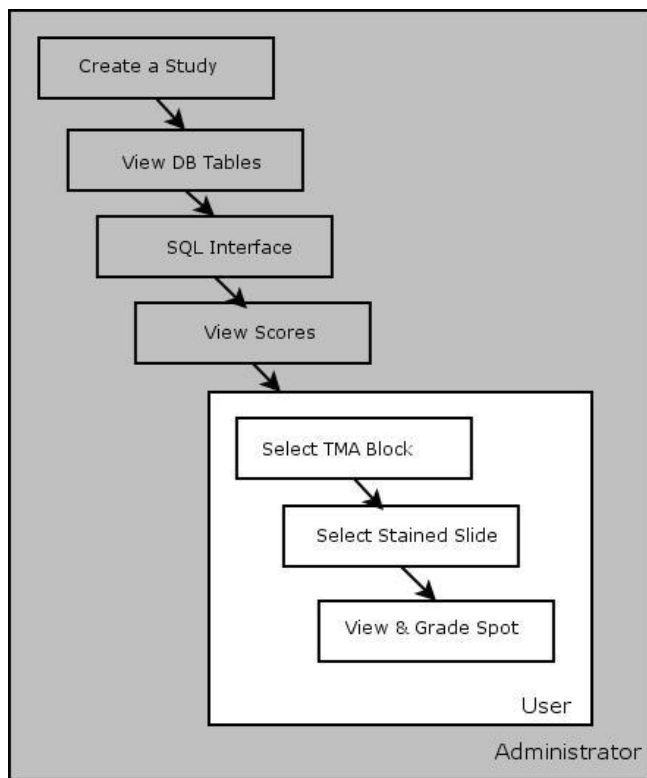 Create a Study
View DB Tables
SQL Interface
View Scores
Select TMA Block
Select Stained Slide
View & Grade Spot
User
Administrator